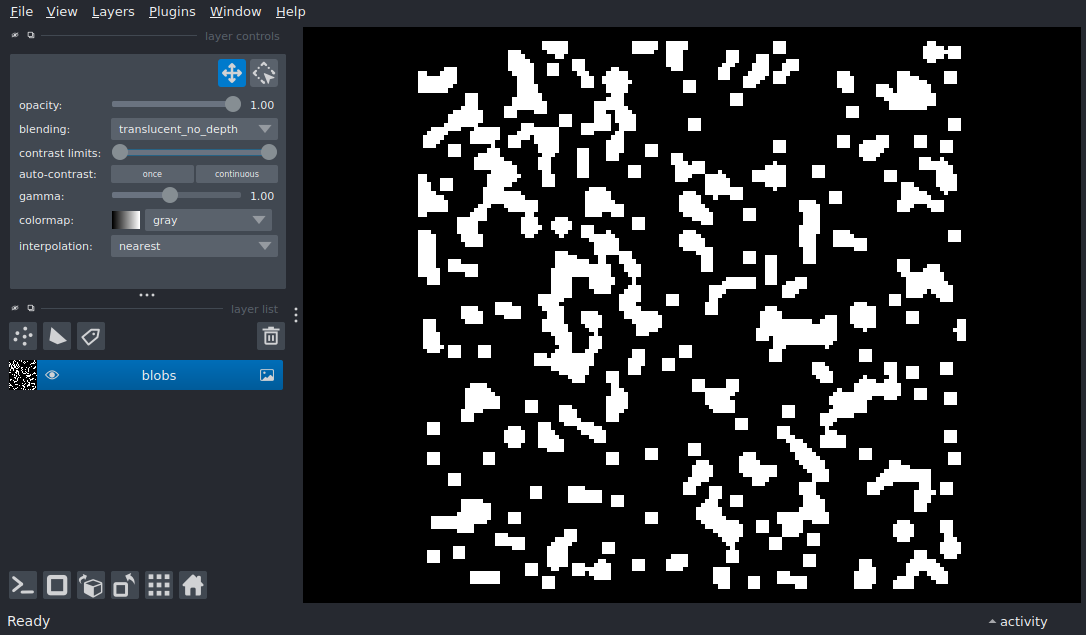 File View Layers Plugins Window Help
layer controls
opacity: 1.00
blending: translucent_no_depth
contrast limits:
auto-contrast: once continuous
gamma: 1.00
colormap: gray
interpolation: nearest
layer list
blobs
Ready activity